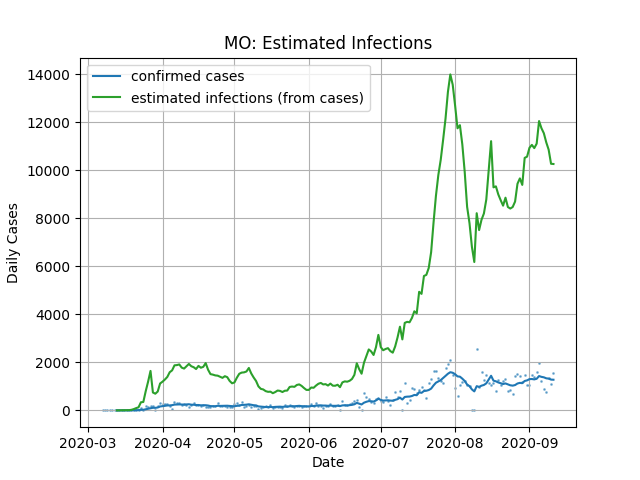 MO: Estimated Infections
confirmed cases
estimated infections (from cases)
14000
12000
10000
8000
6000
4000
2000
0
Daily Cases
2020-03 2020-04 2020-05 2020-06 2020-07 2020-08 2020-09
Date